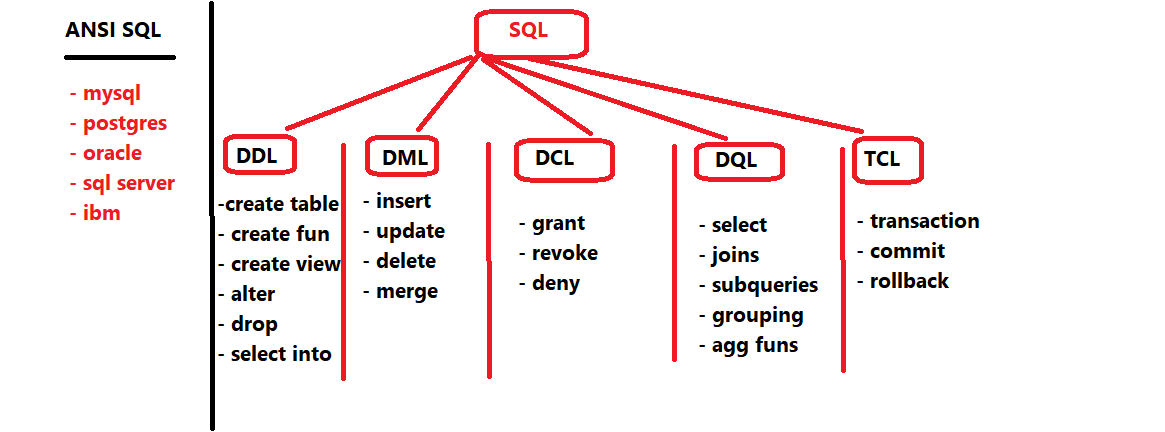 ANSI SQL
- mysql
- postgres
- oracle
- sql server
- ibm
SQL
DDL
-create table
- create fun
- create view
- alter
- drop
- select into
DML
- insert
- update
- delete
- merge
DCL
- grant
- revoke
- deny
DQL
- select
- joins
- subqueries
- grouping
- agg funs
TCL
- transaction
- commit
- rollback